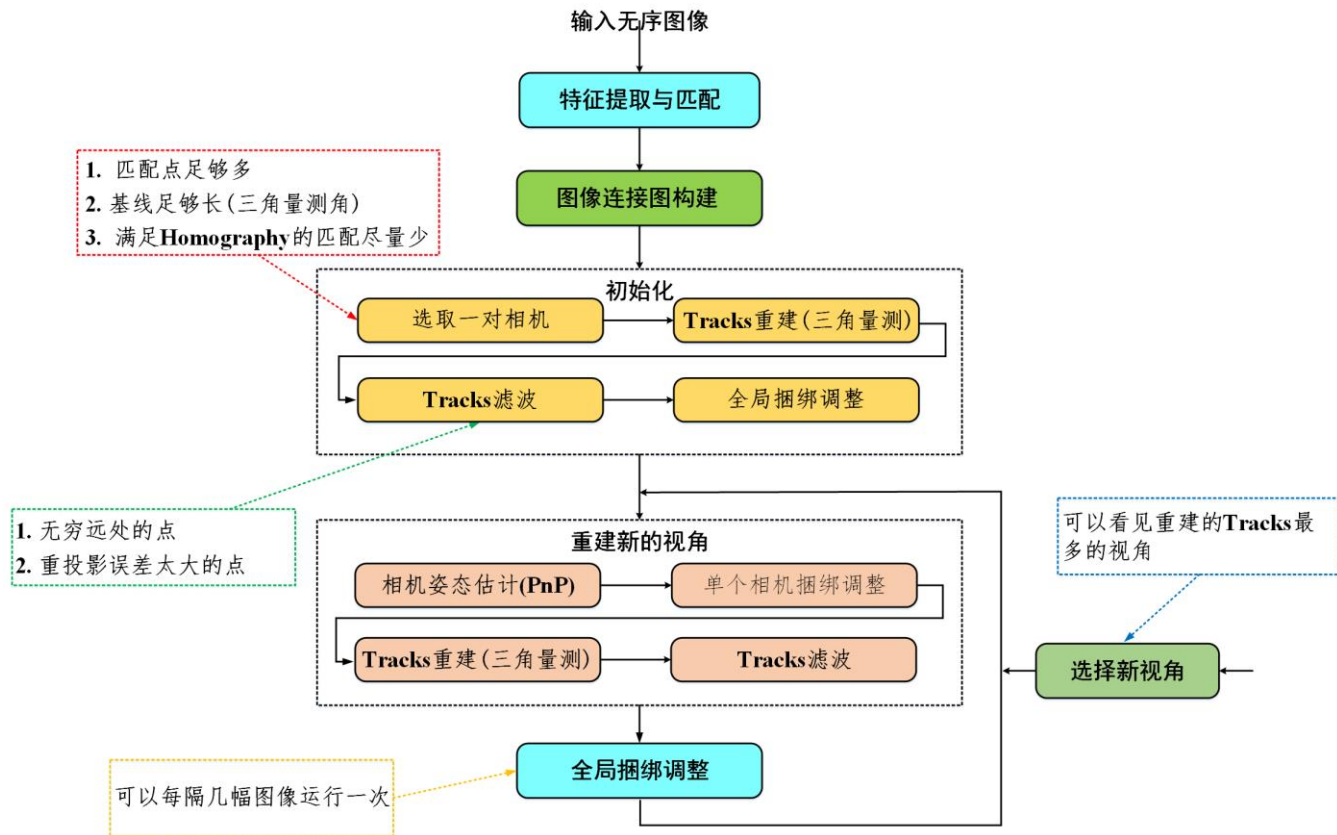 输入无序图像
特征提取与匹配
1. 匹配点足够多
2. 基线足够长(三角量测角)
3. 满足Homography的匹配尽量少
图像连接图构建
初始化
选取一对相机
Tracks重建(三角量测)
Tracks滤波
全局捆绑调整
1. 无穷远处的点
2. 重投影误差太大的点
可以看见重建的Tracks最
多的视角
重建新的视角
相机姿态估计(PnP)
单个相机捆绑调整
Tracks重建(三角量测)
Tracks滤波
选择新视角
全局捆绑调整
可以每隔几幅图像运行一次